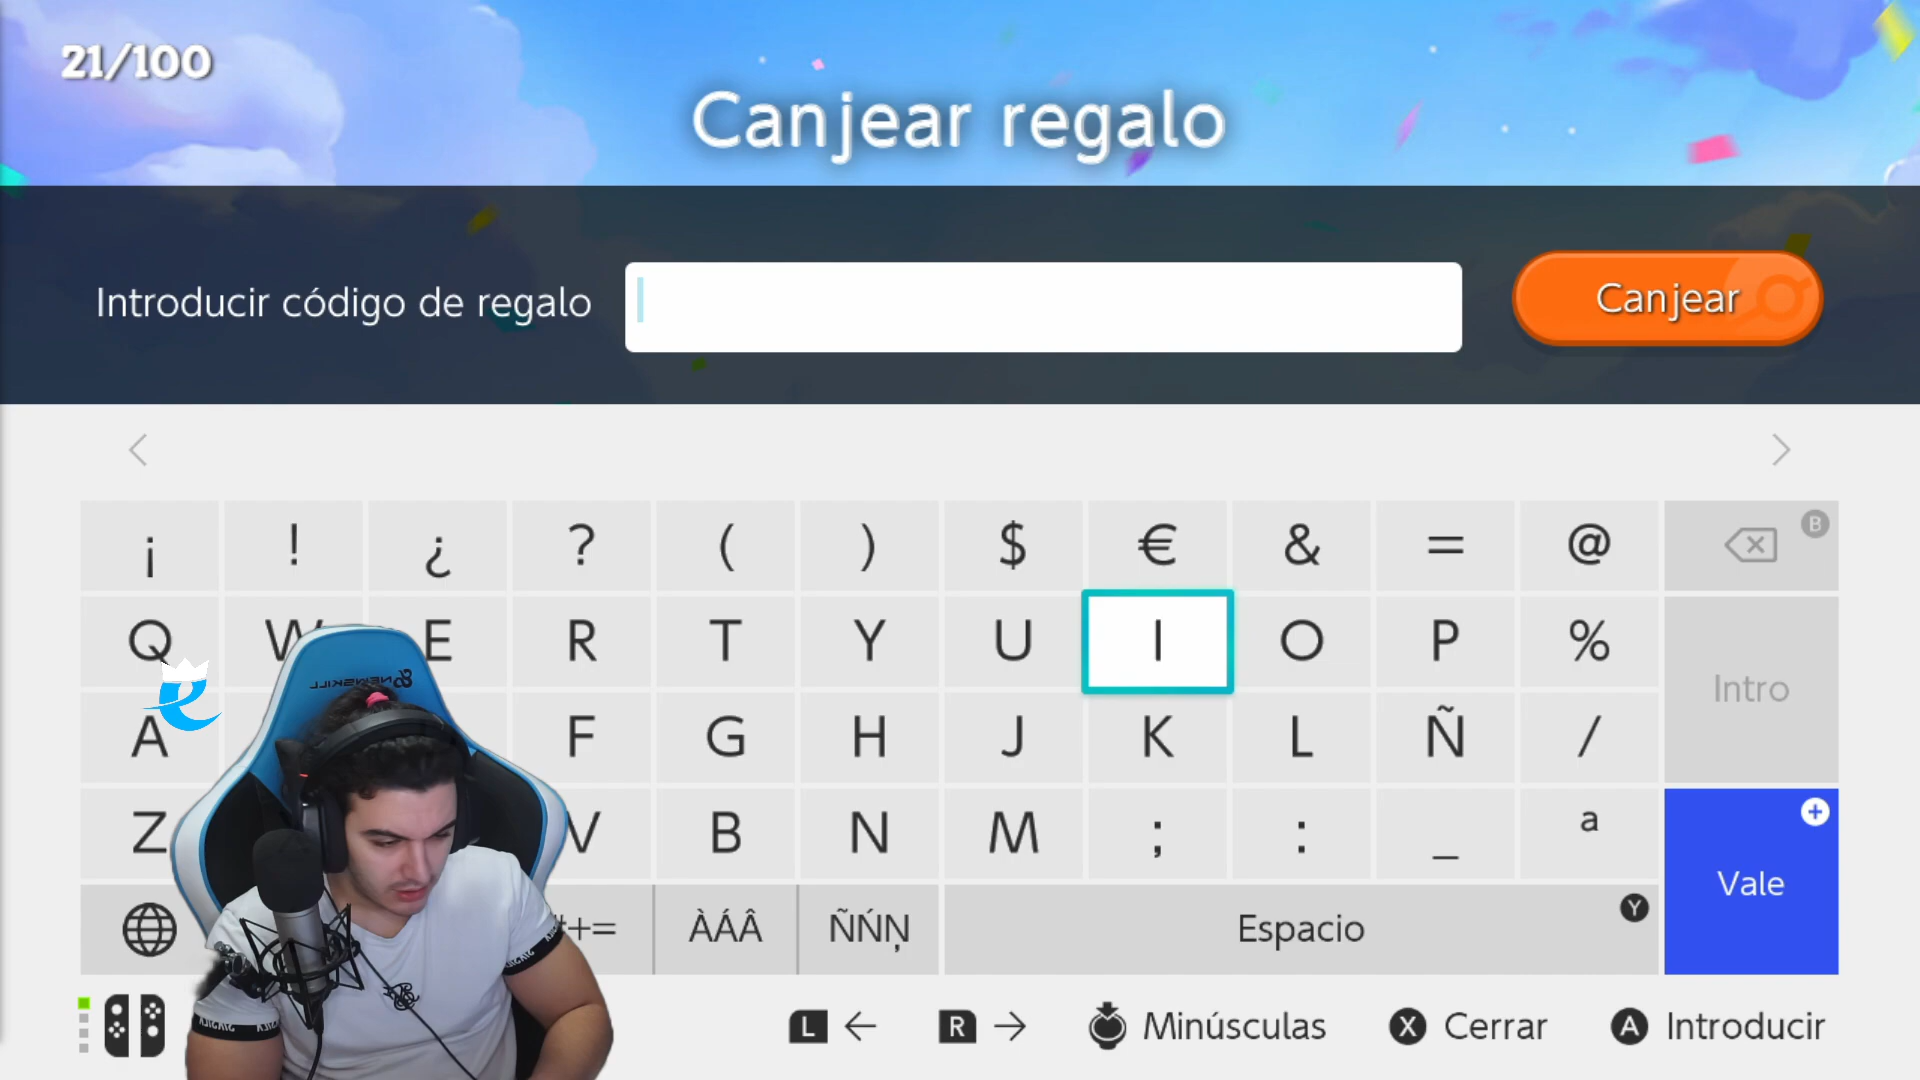 21/100
Canjear regalo
Introducir código de regalo
Canjear
¡ ! ¿ ? ( ) $ € & = @ B
Q W E R T Y U I O P %
Intro
A F G H J K L Ñ /
Z V B N M ; : _ a +
Vale
#+= ÀÁÂ ÑŃŅ Espacio Y
L ← R → Minúsculas X Cerrar A Introducir